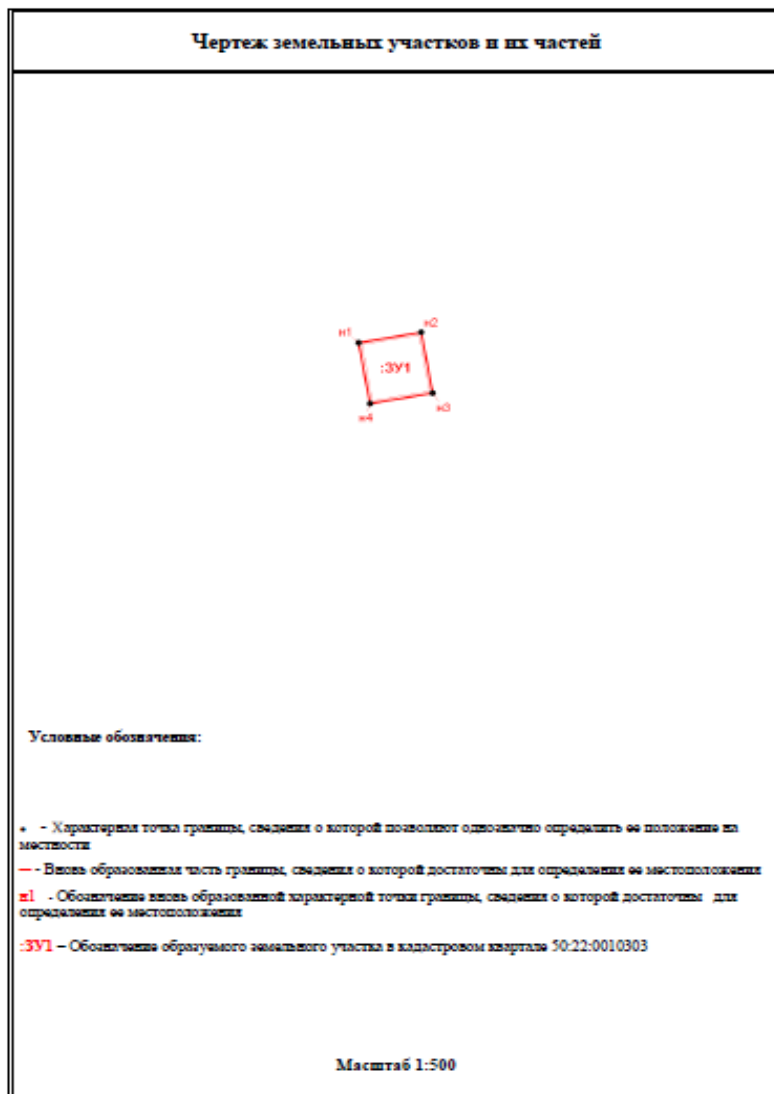 Чертеж земельных участков и их частей
н1
н2
:ЗУ1
н4
н3
Условные обозначения:
• - Характерная точка границы, сведения о которой позволяют однозначно определить ее положение на
местности
— - Вновь образованная часть границы, сведения о которой достаточны для определения ее местоположения
н1 - Обозначение вновь образованной характерной точки границы, сведения о которой достаточны для
определения ее местоположения
:ЗУ1 – Обозначение образуемого земельного участка в кадастровом квартале 50:22:0010303
Масштаб 1:500